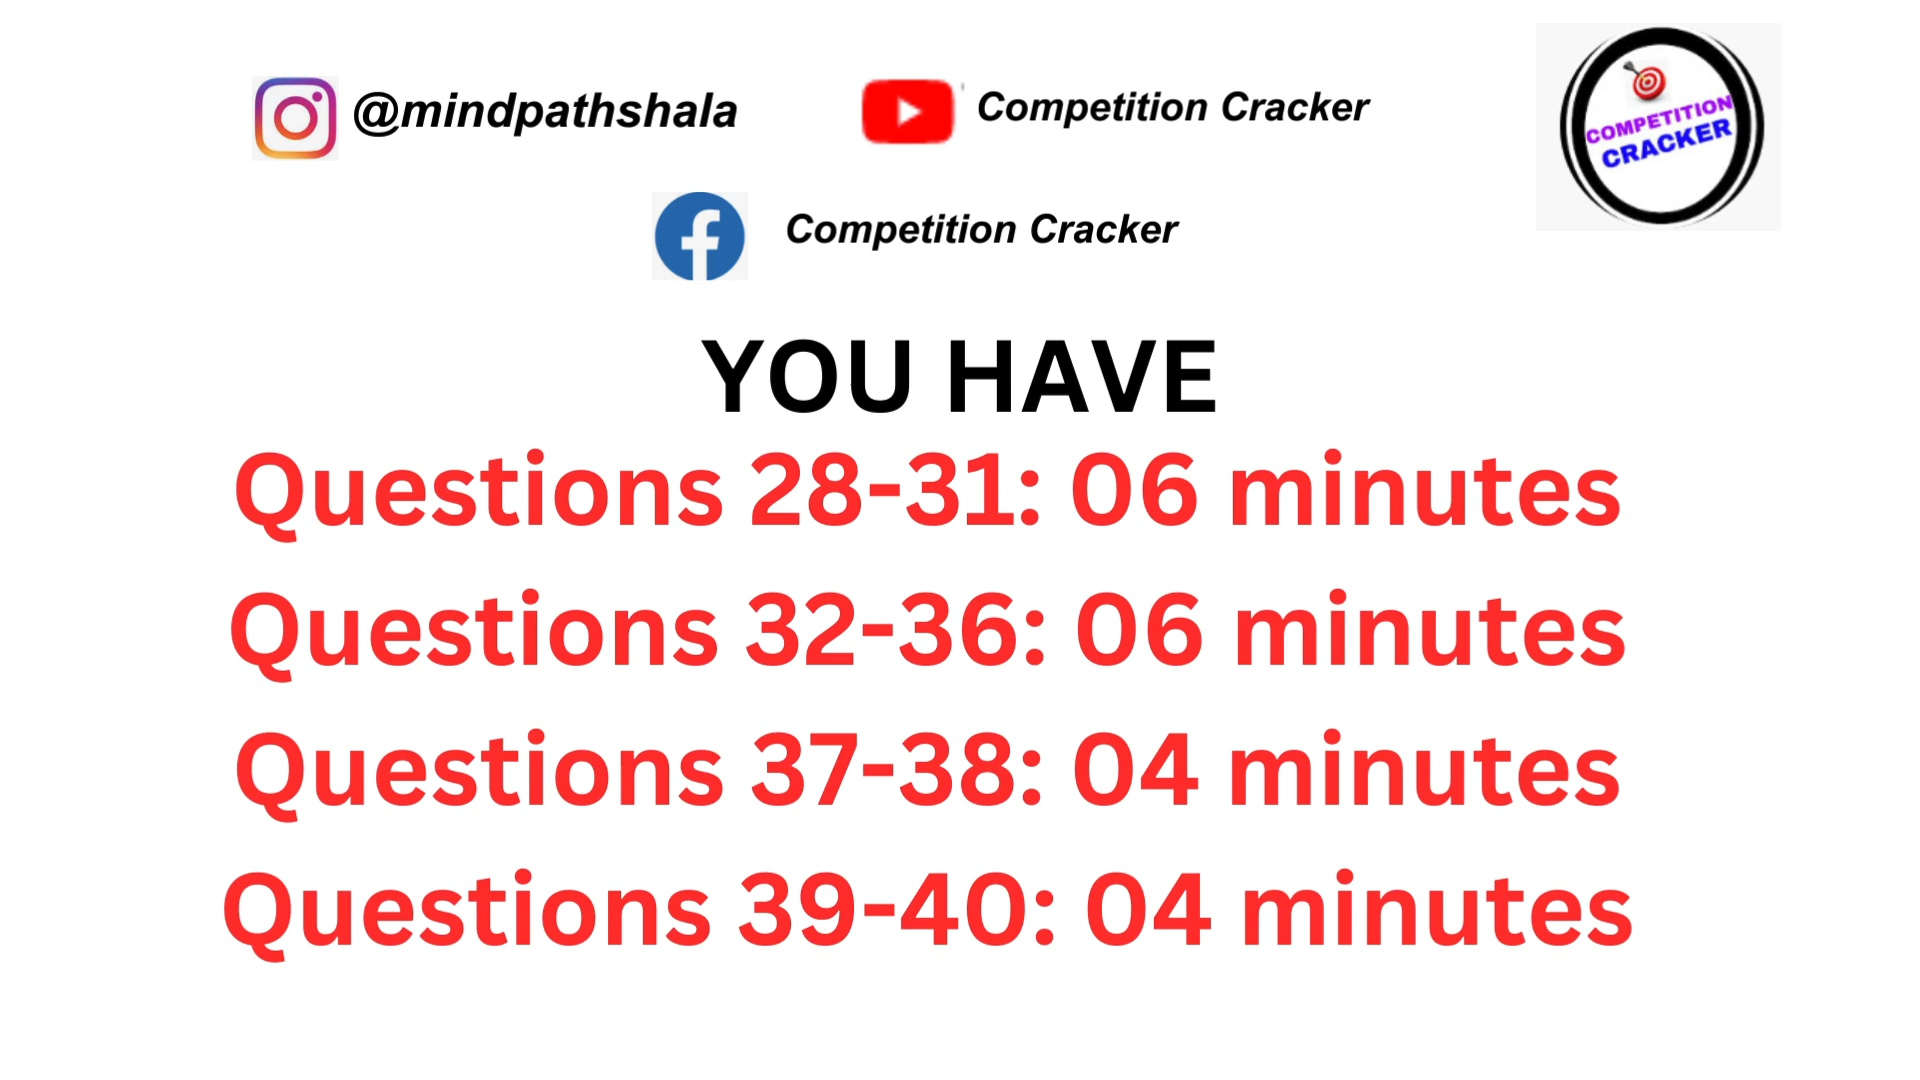 @mindpathshala
Competition Cracker
COMPETITION
CRACKER
Competition Cracker
YOU HAVE
Questions 28-31: 06 minutes
Questions 32-36: 06 minutes
Questions 37-38: 04 minutes
Questions 39-40: 04 minutes